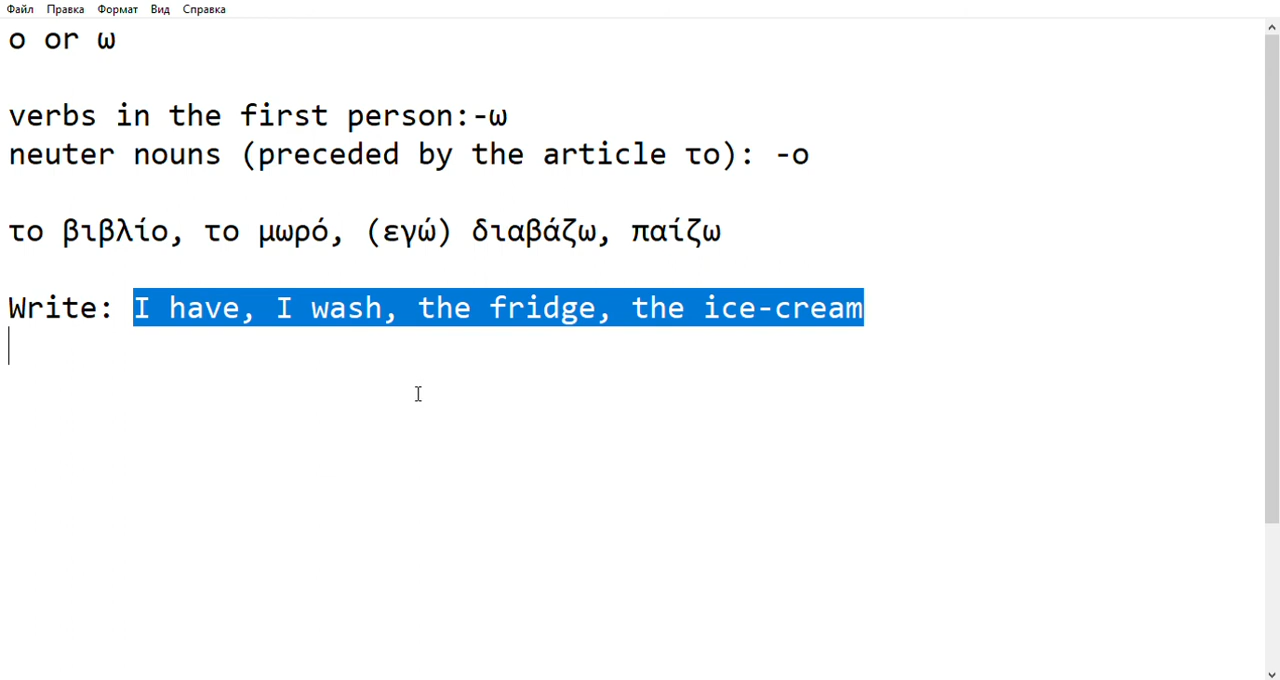 Файл Правка Формат Вид Справка
ο or ω
verbs in the first person:-ω
neuter nouns (preceded by the article το): -ο
το βιβλίο, το μωρό, (εγώ) διαβάζω, παίζω
Write: I have, I wash, the fridge, the ice-cream